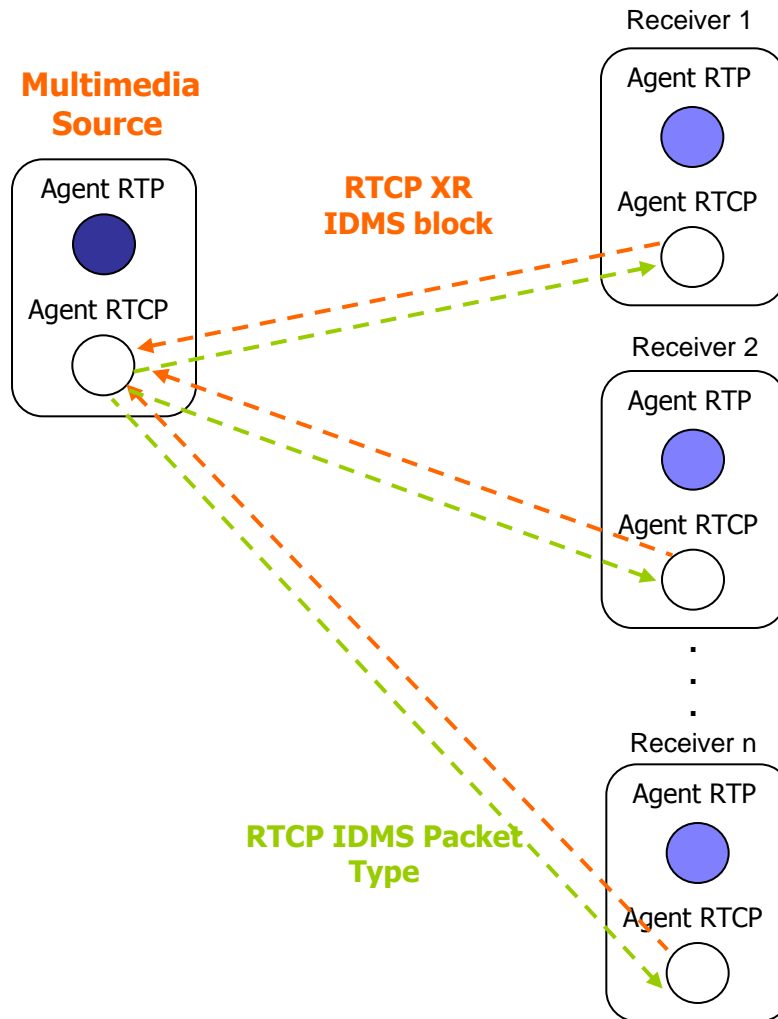 Receiver 1
Agent RTP
Agent RTCP
Multimedia
Source
Agent RTP
Agent RTCP
RTCP XR
IDMS block
Receiver 2
Agent RTP
Agent RTCP
.
.
.
Receiver n
Agent RTP
Agent RTCP
RTCP IDMS Packet
Type